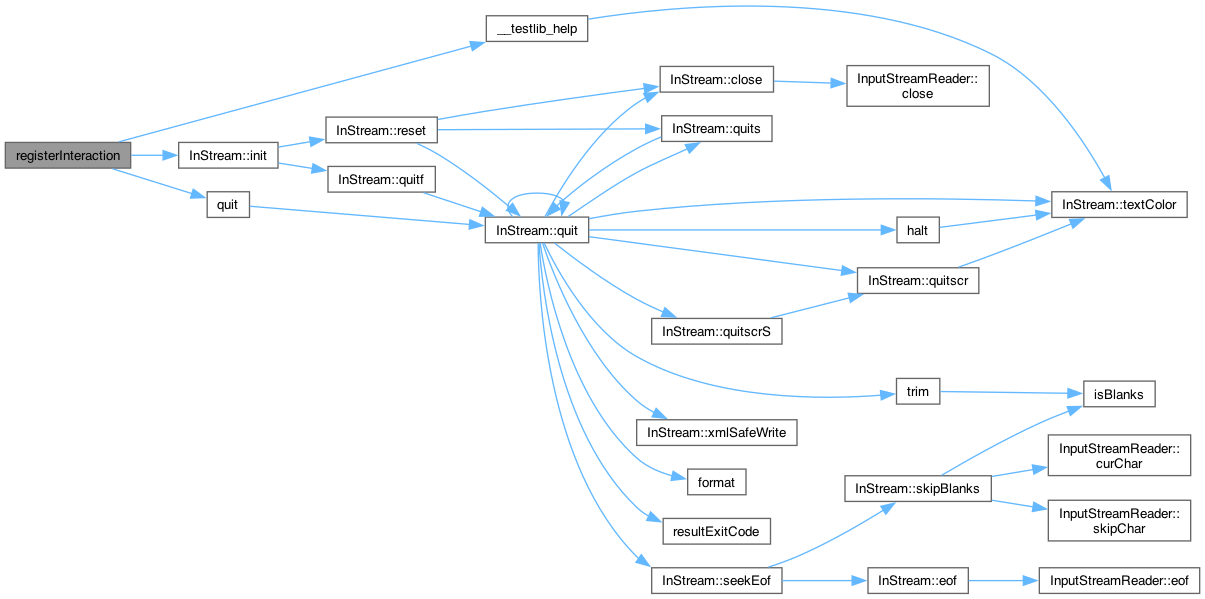 registerInteraction
__testlib_help
InStream::init
quit
InStream::reset
InStream::quitf
InStream::quit
InStream::close
InStream::quits
InputStreamReader::
close
InStream::textColor
halt
InStream::quitscr
InStream::quitscrS
trim
isBlanks
InStream::xmlSafeWrite
format
resultExitCode
InStream::seekEof
InStream::skipBlanks
InputStreamReader::
curChar
InputStreamReader::
skipChar
InStream::eof
InputStreamReader::eof